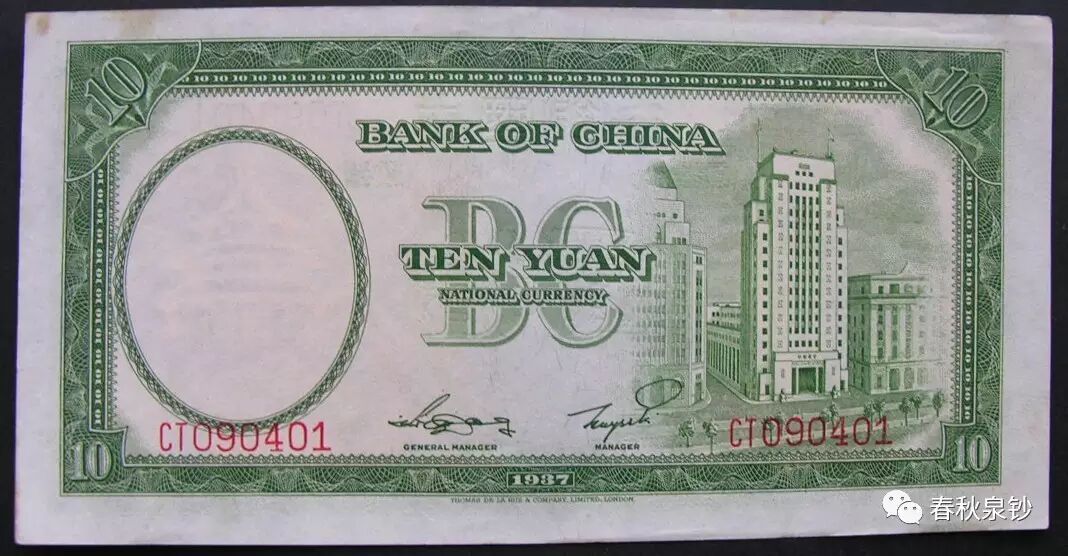 10 10
BANK OF CHINA
BC
TEN YUAN
NATIONAL CURRENCY
CT090401 CT090401
GENERAL MANAGER MANAGER
10 10
1937
THOMAS DE LA RUE & COMPANY, LIMITED, LONDON.
春秋泉钞